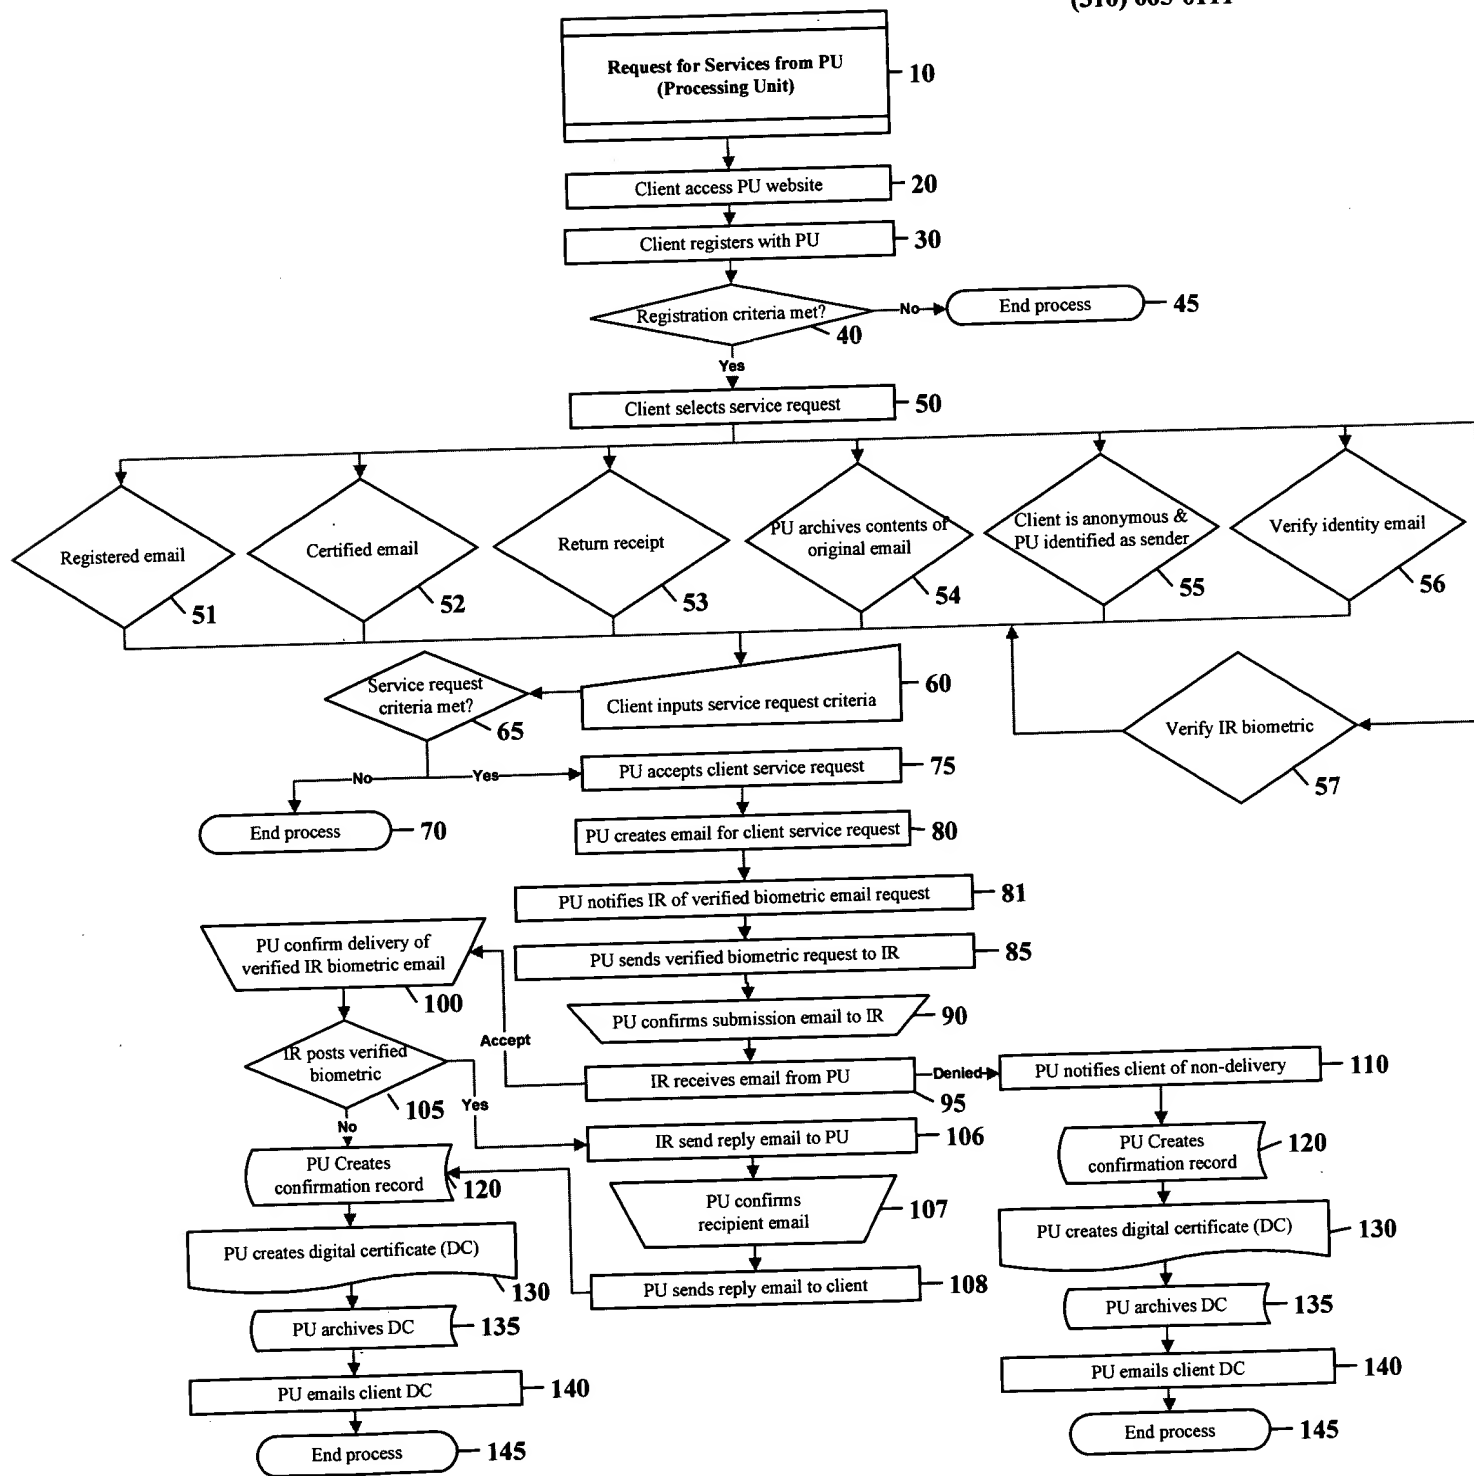 Request for Services from PU
(Processing Unit)
10
Client access PU website
20
Client registers with PU
30
Registration criteria met?
40
No
End process
45
Yes
Client selects service request
50
Registered email
51
Certified email
52
Return receipt
53
PU archives contents of
original email
54
Client is anonymous &
PU identified as sender
55
Verify identity email
56
Verify IR biometric
57
Client inputs service request criteria
60
Service request
criteria met?
65
No
Yes
End process
70
PU accepts client service request
75
PU creates email for client service request
80
PU notifies IR of verified biometric email request
81
PU sends verified biometric request to IR
85
PU confirms submission email to IR
90
IR receives email from PU
95
Accept
Denied
PU confirm delivery of
verified IR biometric email
100
IR posts verified
biometric
105
Yes
No
IR send reply email to PU
106
PU confirms
recipient email
107
PU sends reply email to client
108
PU Creates
confirmation record
120
PU creates digital certificate (DC)
130
PU archives DC
135
PU emails client DC
140
End process
145
PU notifies client of non-delivery
110
PU Creates
confirmation record
120
PU creates digital certificate (DC)
130
PU archives DC
135
PU emails client DC
140
End process
145